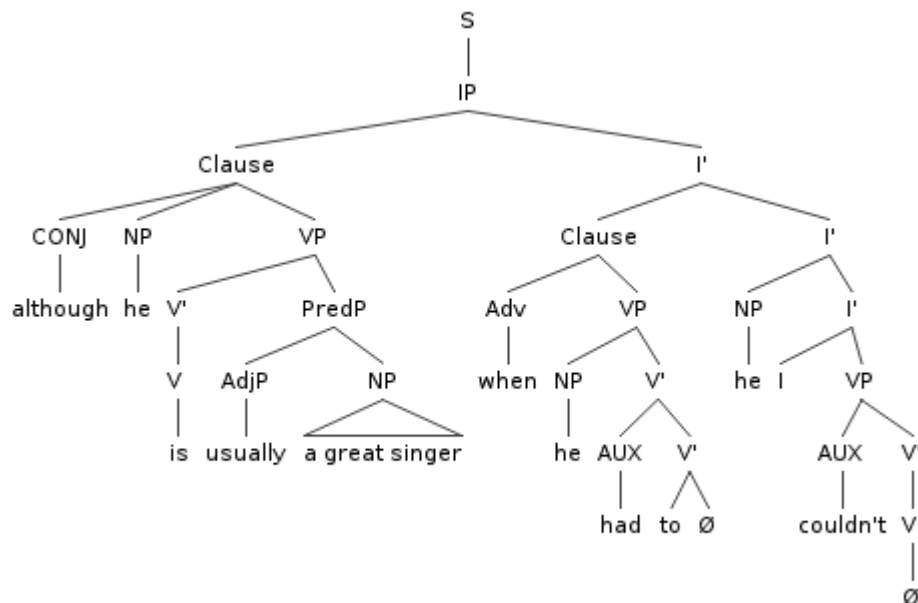 S
IP
Clause I'
CONJ NP VP Clause I'
although he V' PredP Adv VP NP I'
V AdjP NP when NP V' he I VP
is usually a great singer he AUX V' AUX V'
had to Ø couldn't V
Ø